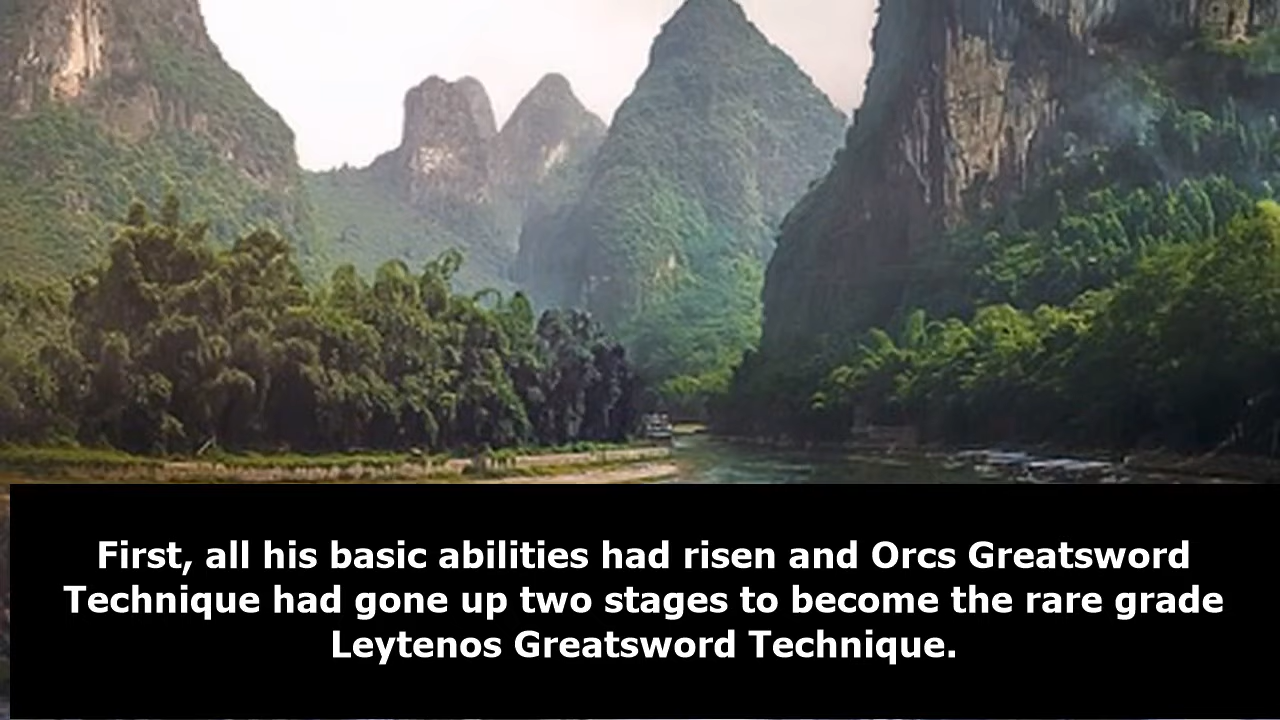 First, all his basic abilities had risen and Orcs Greatsword
Technique had gone up two stages to become the rare grade
Leytenos Greatsword Technique.